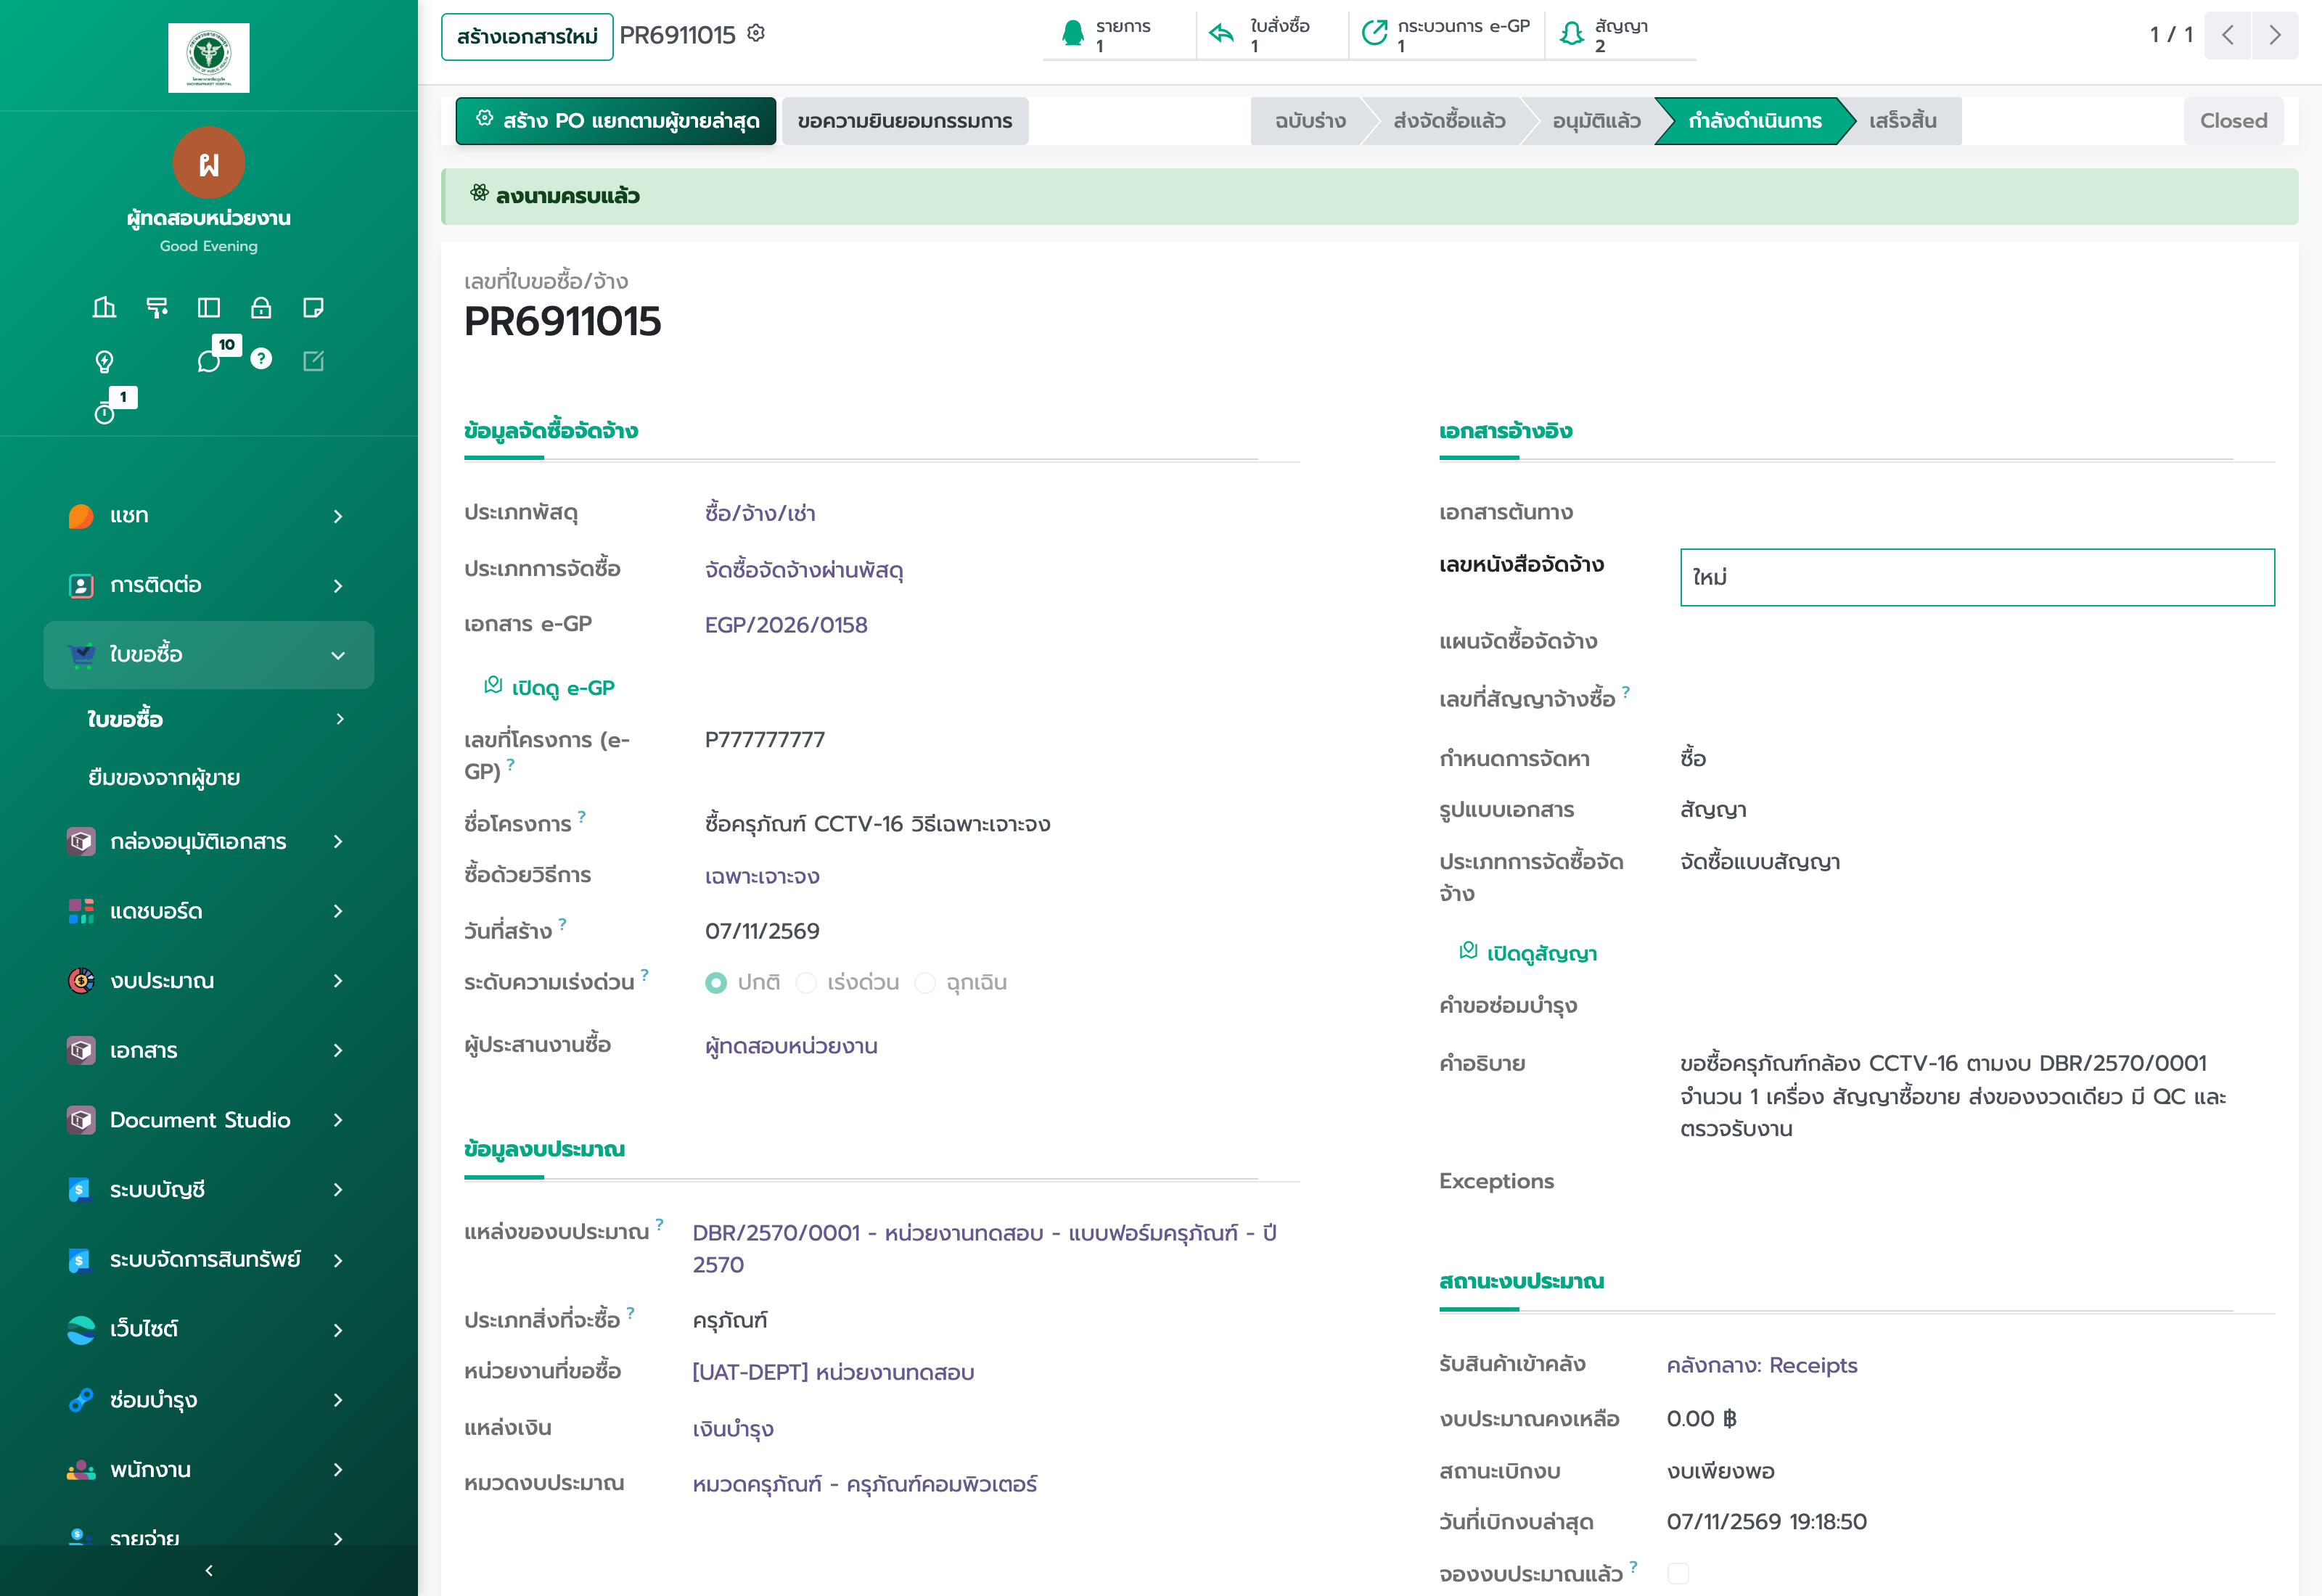 สร้างเอกสารใหม่
PR6911015
รายการ
1
ใบสั่งซื้อ
1
กระบวนการ e-GP
1
สัญญา
2
1 / 1
สร้าง PO แยกตามผู้ขายล่าสุด
ขอความยินยอมกรรมการ
ฉบับร่าง
ส่งจัดซื้อแล้ว
อนุมัติแล้ว
กำลังดำเนินการ
เสร็จสิ้น
Closed
ลงนามครบแล้ว
ผ
ผู้ทดสอบหน่วยงาน
Good Evening
10
1
แชท
การติดต่อ
ใบขอซื้อ
ใบขอซื้อ
ยืมของจากผู้ขาย
กล่องอนุมัติเอกสาร
แดชบอร์ด
งบประมาณ
เอกสาร
Document Studio
ระบบบัญชี
ระบบจัดการสินทรัพย์
เว็บไซต์
ซ่อมบำรุง
พนักงาน
รายจ่าย
เลขที่ใบขอซื้อ/จ้าง
PR6911015
ข้อมูลจัดซื้อจัดจ้าง
ประเภทพัสดุ ซื้อ/จ้าง/เช่า
ประเภทการจัดซื้อ จัดซื้อจัดจ้างผ่านพัสดุ
เอกสาร e-GP EGP/2026/0158
เปิดดู e-GP
เลขที่โครงการ (e-
GP) ? P777777777
ชื่อโครงการ ? ซื้อครุภัณฑ์ CCTV-16 วิธีเฉพาะเจาะจง
ซื้อด้วยวิธีการ เฉพาะเจาะจง
วันที่สร้าง ? 07/11/2569
ระดับความเร่งด่วน ? ปกติ เร่งด่วน ฉุกเฉิน
ผู้ประสานงานซื้อ ผู้ทดสอบหน่วยงาน
ข้อมูลงบประมาณ
แหล่งของบประมาณ ? DBR/2570/0001 - หน่วยงานทดสอบ - แบบฟอร์มครุภัณฑ์ - ปี
2570
ประเภทสิ่งที่จะซื้อ ? ครุภัณฑ์
หน่วยงานที่ขอซื้อ [UAT-DEPT] หน่วยงานทดสอบ
แหล่งเงิน เงินบำรุง
หมวดงบประมาณ หมวดครุภัณฑ์ - ครุภัณฑ์คอมพิวเตอร์
เอกสารอ้างอิง
เอกสารต้นทาง
เลขหนังสือจัดจ้าง ใหม่
แผนจัดซื้อจัดจ้าง
เลขที่สัญญาจ้างซื้อ ?
กำหนดการจัดหา ซื้อ
รูปแบบเอกสาร สัญญา
ประเภทการจัดซื้อจัด
จ้าง จัดซื้อแบบสัญญา
เปิดดูสัญญา
คำขอซ่อมบำรุง
คำอธิบาย ขอซื้อครุภัณฑ์กล้อง CCTV-16 ตามงบ DBR/2570/0001
จำนวน 1 เครื่อง สัญญาซื้อขาย ส่งของงวดเดียว มี QC และ
ตรวจรับงาน
Exceptions
สถานะงบประมาณ
รับสินค้าเข้าคลัง คลังกลาง: Receipts
งบประมาณคงเหลือ 0.00 ฿
สถานะเบิกงบ งบเพียงพอ
วันที่เบิกงบล่าสุด 07/11/2569 19:18:50
จองงบประมาณแล้ว ?